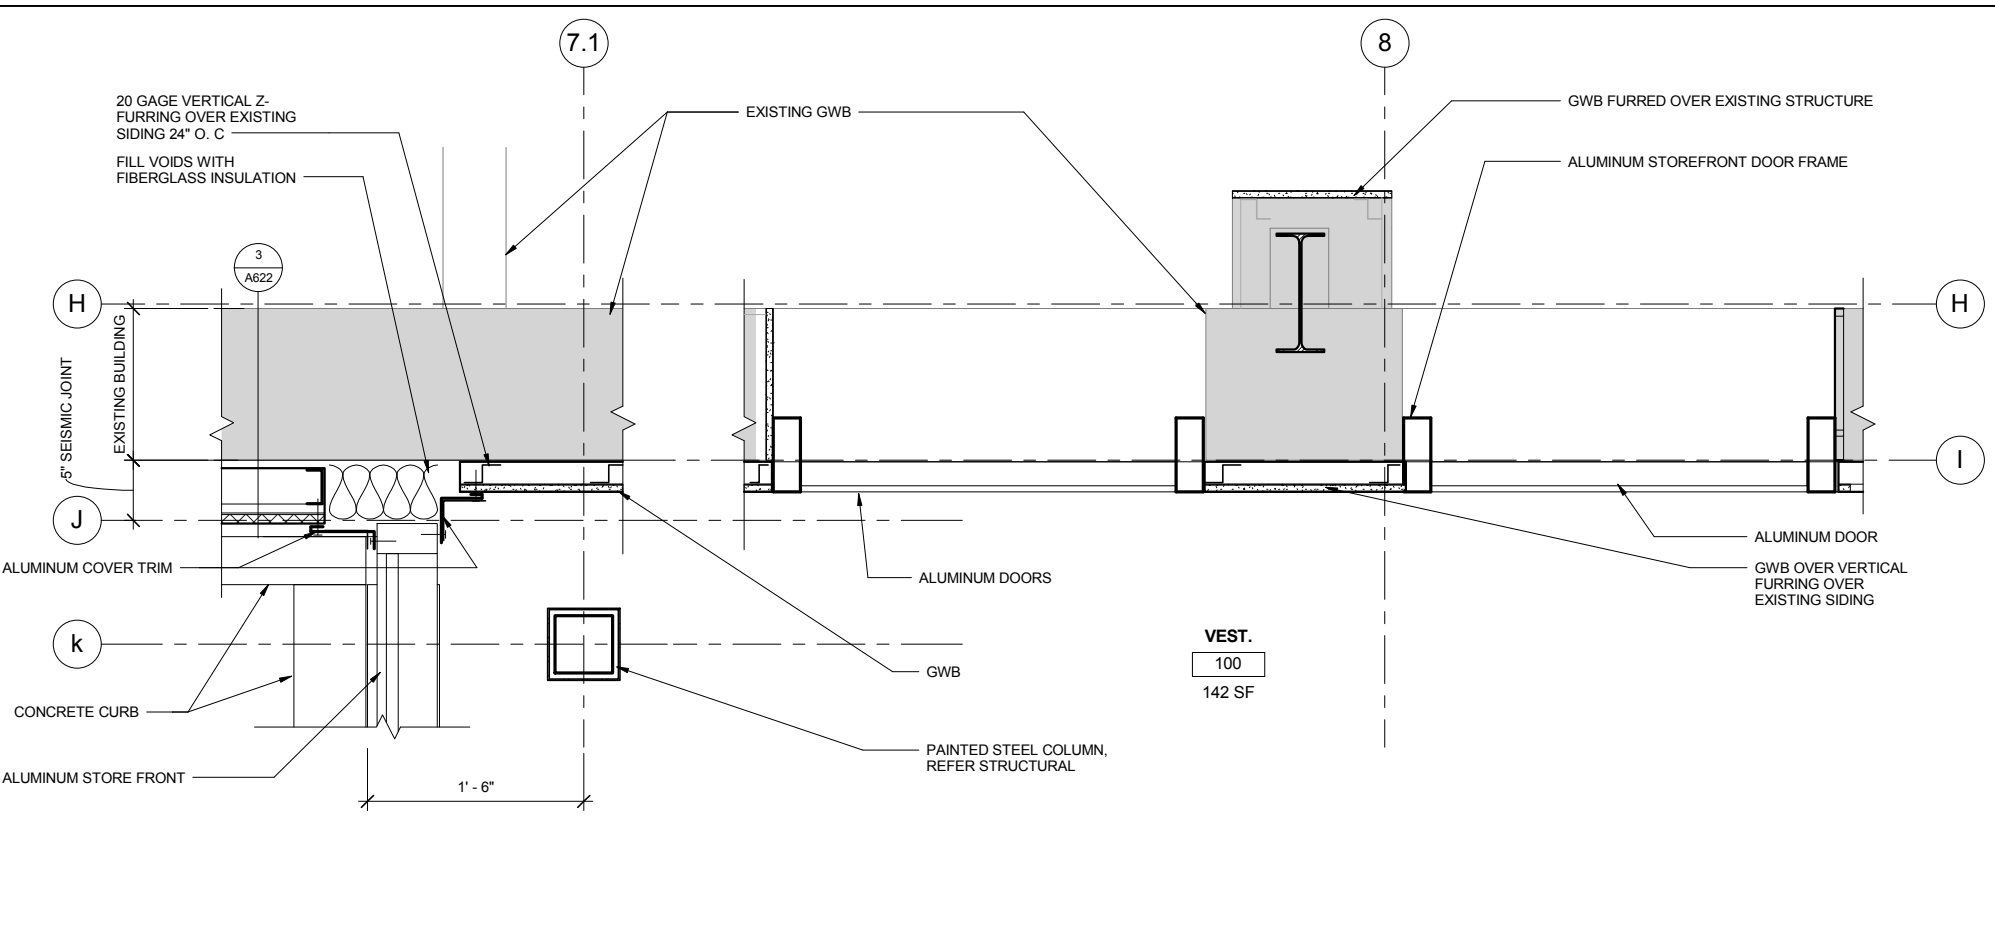 7.1
8
20 GAGE VERTICAL Z-
FURRING OVER EXISTING
SIDING 24" O. C
EXISTING GWB
GWB FURRED OVER EXISTING STRUCTURE
FILL VOIDS WITH
FIBERGLASS INSULATION
ALUMINUM STOREFRONT DOOR FRAME
3
A622
H
H
EXISTING BUILDING
5" SEISMIC JOINT
I
J
ALUMINUM COVER TRIM
ALUMINUM DOORS
ALUMINUM DOOR
GWB OVER VERTICAL
FURRING OVER
EXISTING SIDING
k
VEST.
100
142 SF
GWB
CONCRETE CURB
PAINTED STEEL COLUMN,
REFER STRUCTURAL
ALUMINUM STORE FRONT
1' - 6"